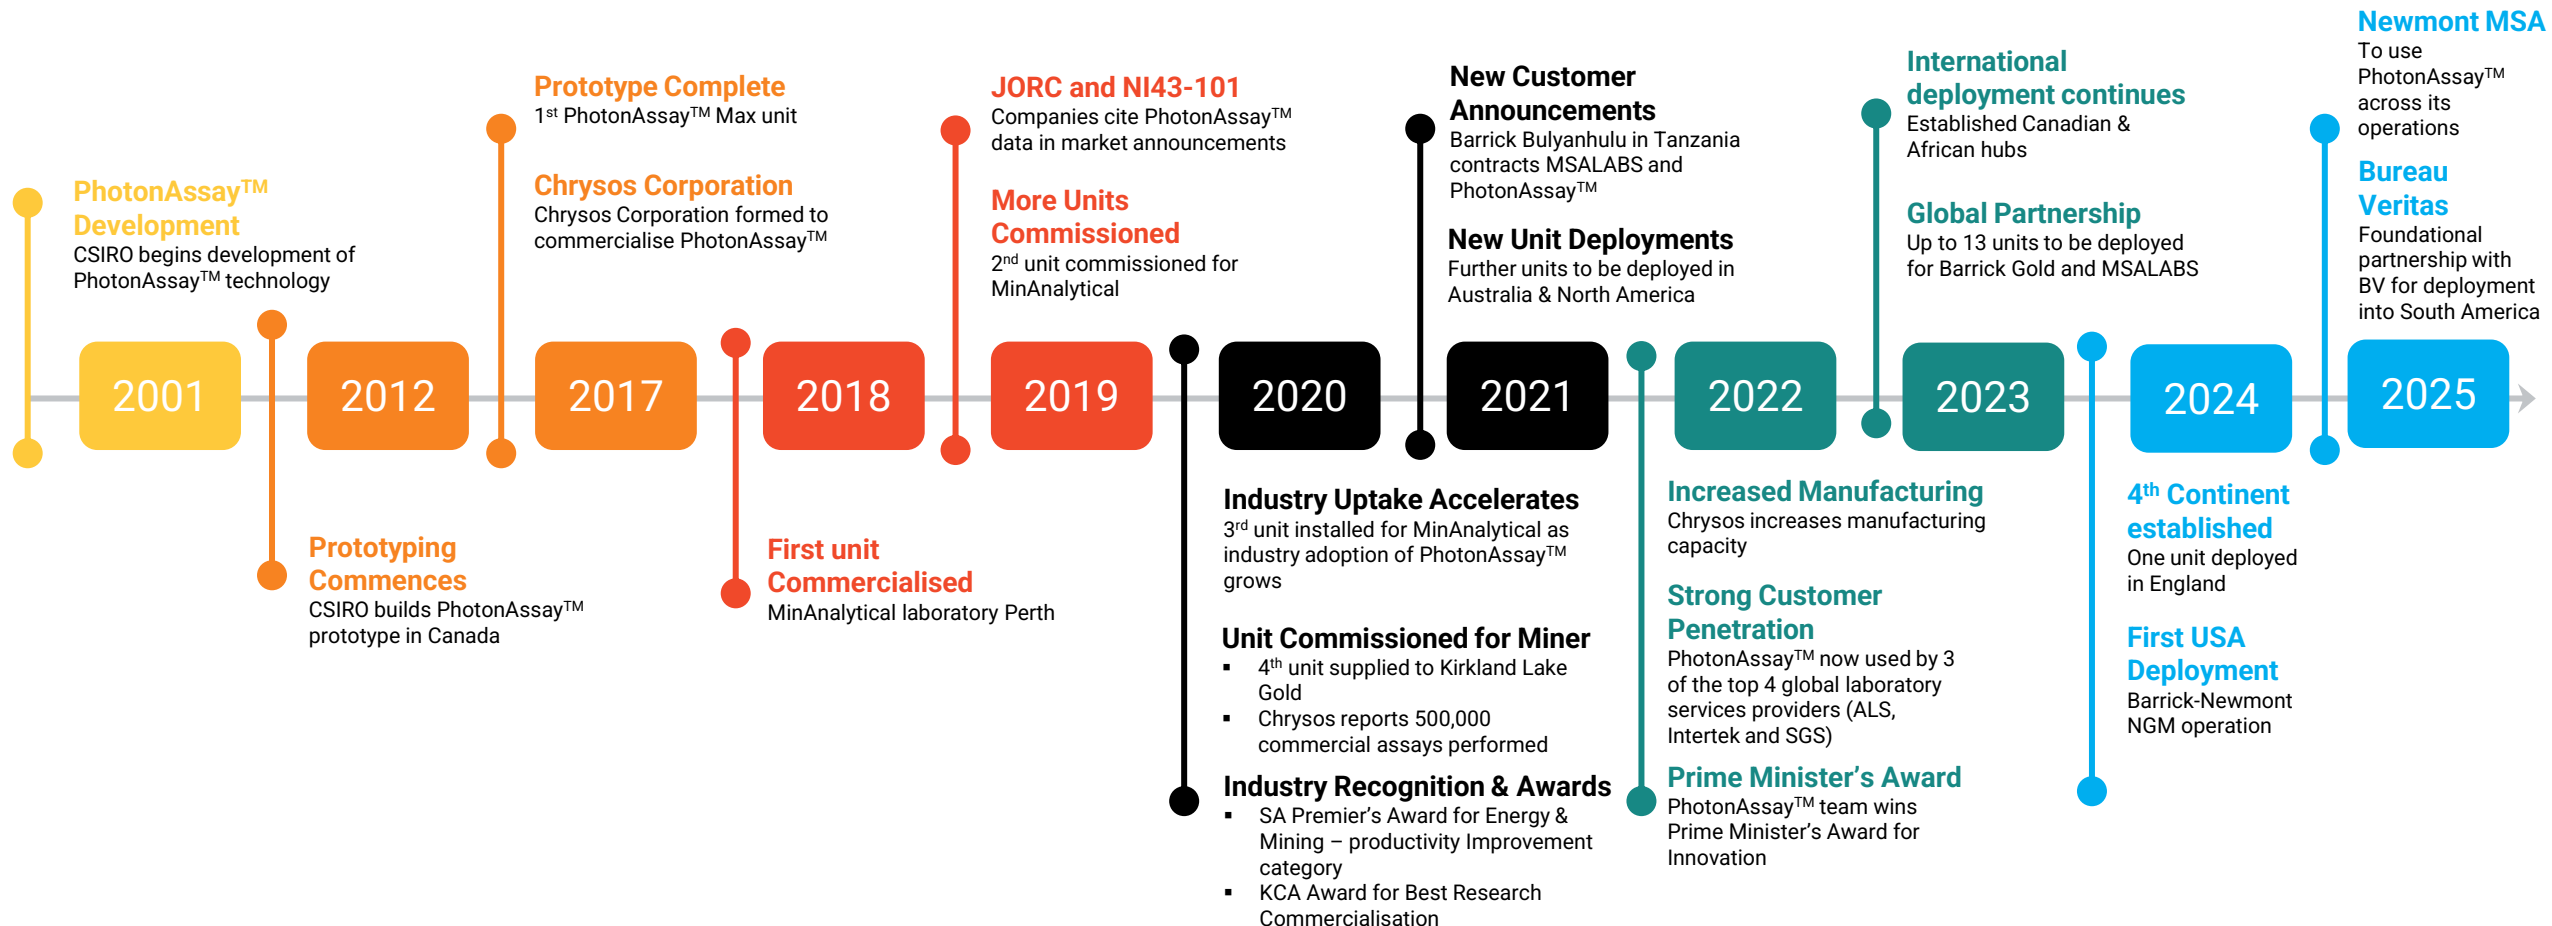 PhotonAssay™
Development
CSIRO begins development of
PhotonAssay™ technology
2001
2012
Prototyping
Commences
CSIRO builds PhotonAssay™
prototype in Canada
Prototype Complete
1st PhotonAssay™ Max unit
Chrysos Corporation
Chrysos Corporation formed to
commercialise PhotonAssay™
2017
2018
First unit
Commercialised
MinAnalytical laboratory Perth
JORC and NI43-101
Companies cite PhotonAssay™
data in market announcements
More Units
Commissioned
2nd unit commissioned for
MinAnalytical
2019
2020
Industry Uptake Accelerates
3rd unit installed for MinAnalytical as
industry adoption of PhotonAssay™
grows
Unit Commissioned for Miner
▪ 4th unit supplied to Kirkland Lake
Gold
▪ Chrysos reports 500,000
commercial assays performed
Industry Recognition & Awards
▪ SA Premier’s Award for Energy &
Mining – productivity Improvement
category
▪ KCA Award for Best Research
Commercialisation
New Customer
Announcements
Barrick Bulyanhulu in Tanzania
contracts MSALABS and
PhotonAssay™
New Unit Deployments
Further units to be deployed in
Australia & North America
2021
2022
Increased Manufacturing
Chrysos increases manufacturing
capacity
Strong Customer
Penetration
PhotonAssay™ now used by 3
of the top 4 global laboratory
services providers (ALS,
Intertek and SGS)
Prime Minister’s Award
PhotonAssay™ team wins
Prime Minister’s Award for
Innovation
International
deployment continues
Established Canadian &
African hubs
Global Partnership
Up to 13 units to be deployed
for Barrick Gold and MSALABS
2023
2024
4th Continent
established
One unit deployed
in England
First USA
Deployment
Barrick-Newmont
NGM operation
Newmont MSA
To use
PhotonAssay™
across its
operations
Bureau
Veritas
Foundational
partnership with
BV for deployment
into South America
2025